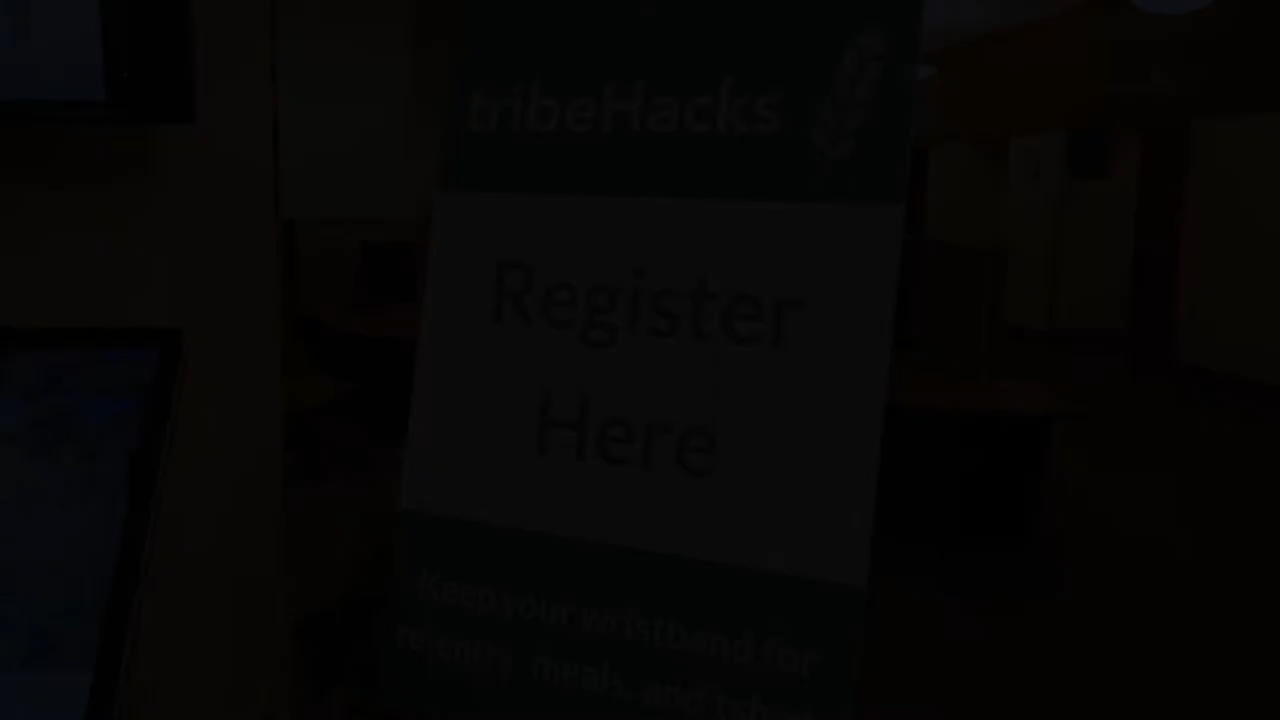 tribeHacks
Register
Here
Keep your wristband for
re-entry, meals, and